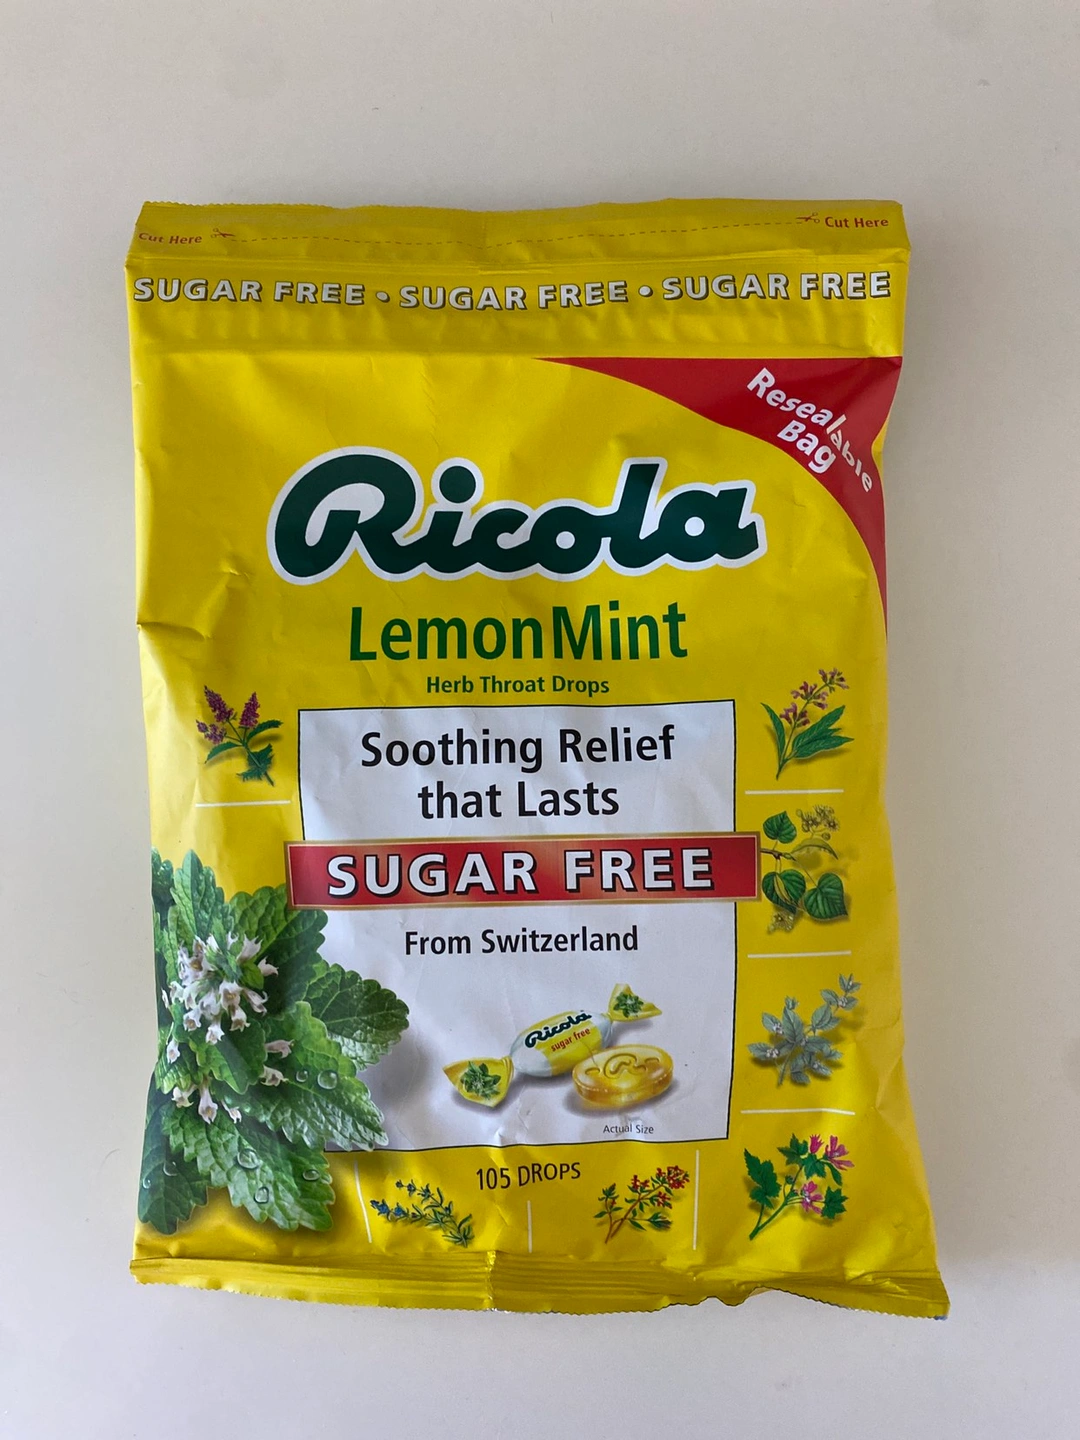 Cut Here Cut Here
SUGAR FREE • SUGAR FREE • SUGAR FREE
Resealable
Bag
Ricola
LemonMint
Herb Throat Drops
Soothing Relief
that Lasts
SUGAR FREE
From Switzerland
Ricola
sugar free
Actual Size
105 DROPS